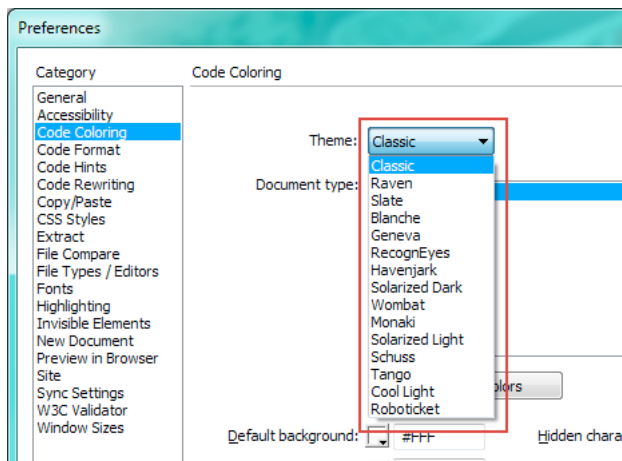 Preferences
Category
General
Accessibility
Code Coloring
Code Format
Code Hints
Code Rewriting
Copy/Paste
CSS Styles
Extract
File Compare
File Types / Editors
Fonts
Highlighting
Invisible Elements
New Document
Preview in Browser
Site
Sync Settings
W3C Validator
Window Sizes
Code Coloring
Theme: Classic
Classic
Raven
Slate
Blanche
Geneva
RecognEyes
Havenjark
Solarized Dark
Wombat
Monaki
Solarized Light
Schuss
Tango
Cool Light
Roboticket
Document type:
Default background: #FFF
Hidden